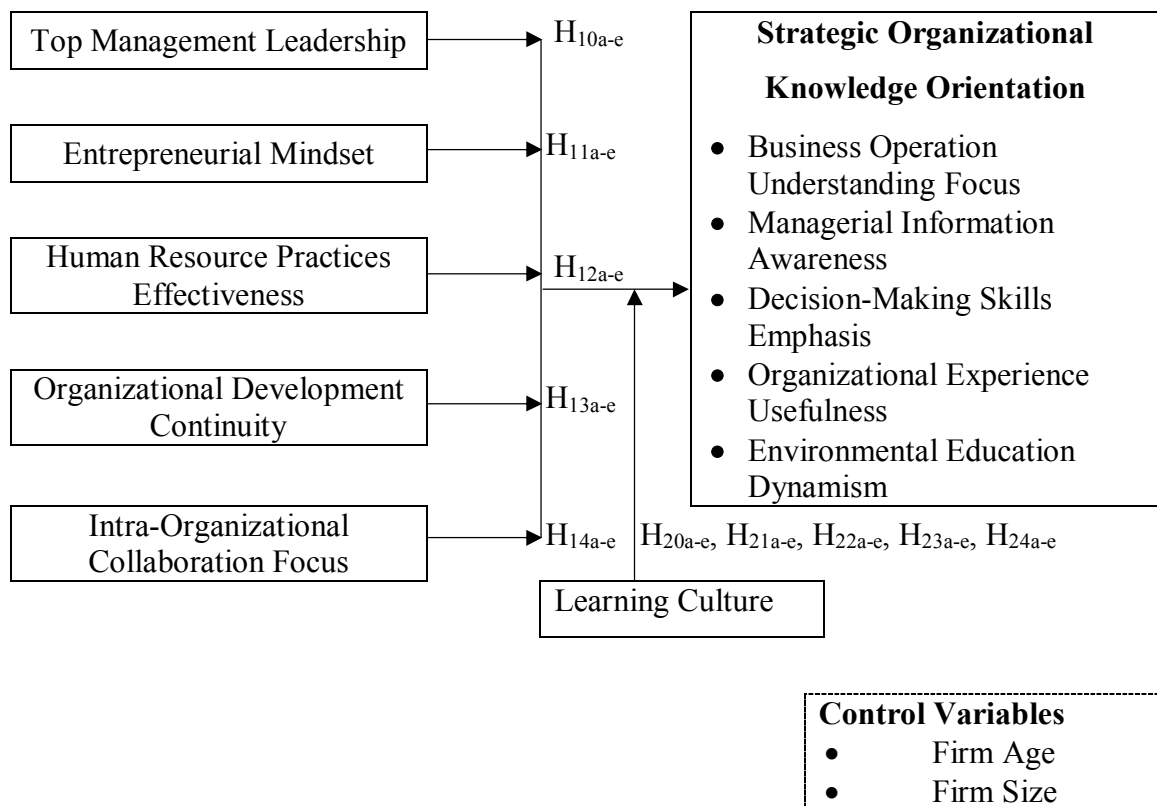 Top Management Leadership
H10a-e
Entrepreneurial Mindset
H11a-e
Human Resource Practices
Effectiveness
H12a-e
Organizational Development
Continuity
H13a-e
Intra-Organizational
Collaboration Focus
H14a-e
Strategic Organizational
Knowledge Orientation
● Business Operation
Understanding Focus
● Managerial Information
Awareness
● Decision-Making Skills
Emphasis
● Organizational Experience
Usefulness
● Environmental Education
Dynamism
H20a-e, H21a-e, H22a-e, H23a-e, H24a-e
Learning Culture
Control Variables
● Firm Age
● Firm Size